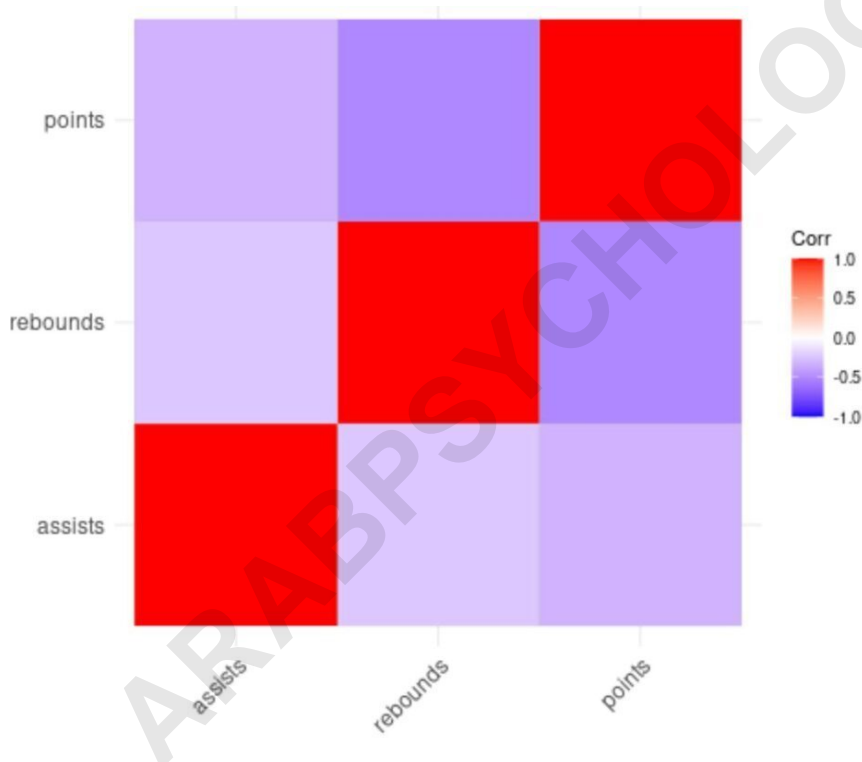 points
rebounds
assists
assists
rebounds
points
Corr
1.0
0.5
0.0
-0.5
-1.0
ARABPSYCHOLO